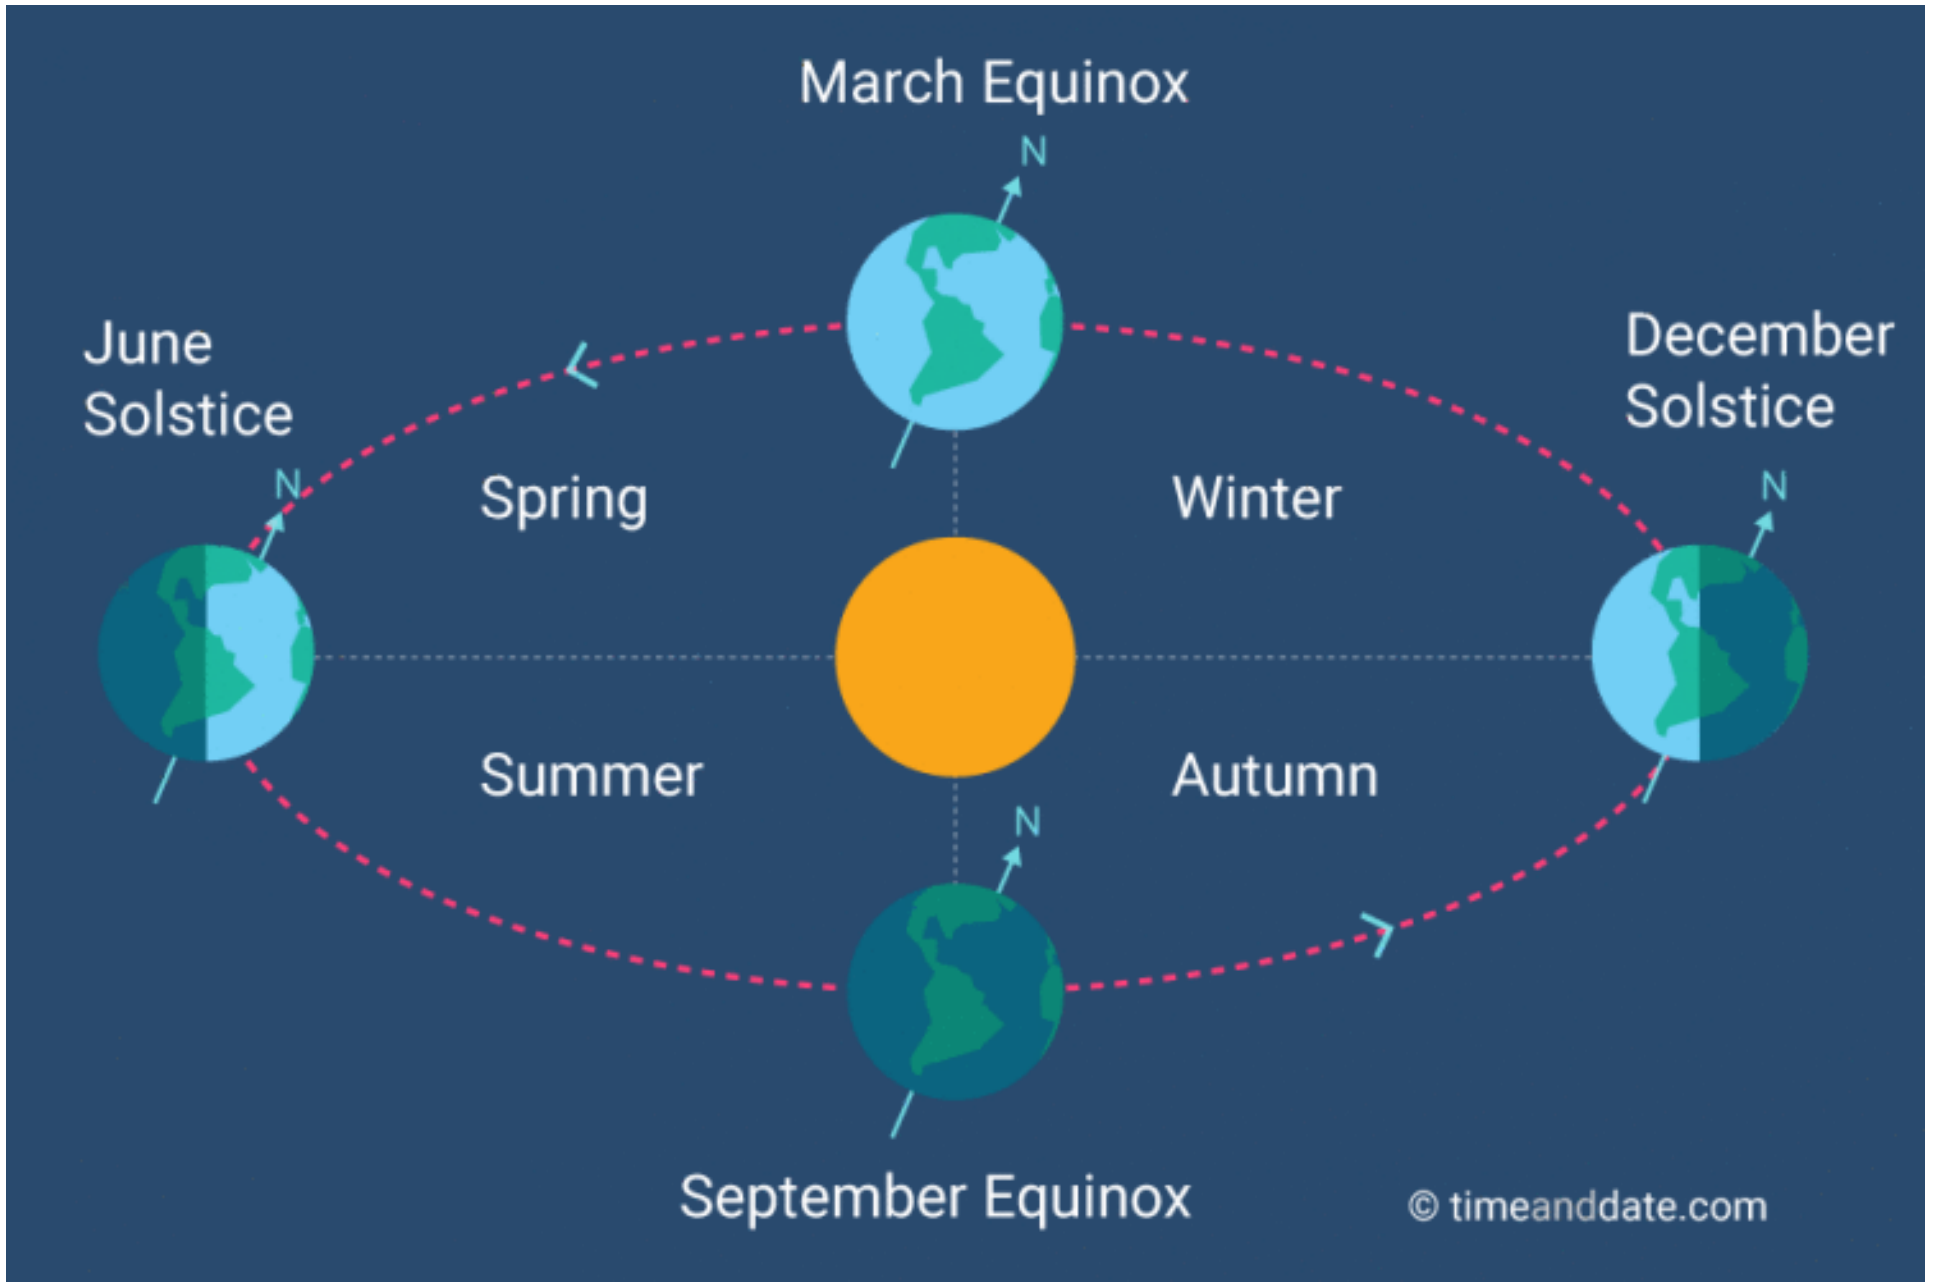 March Equinox
N
June
Solstice
N
December
Solstice
N
Spring
Winter
Summer
Autumn
N
September Equinox
© timeanddate.com